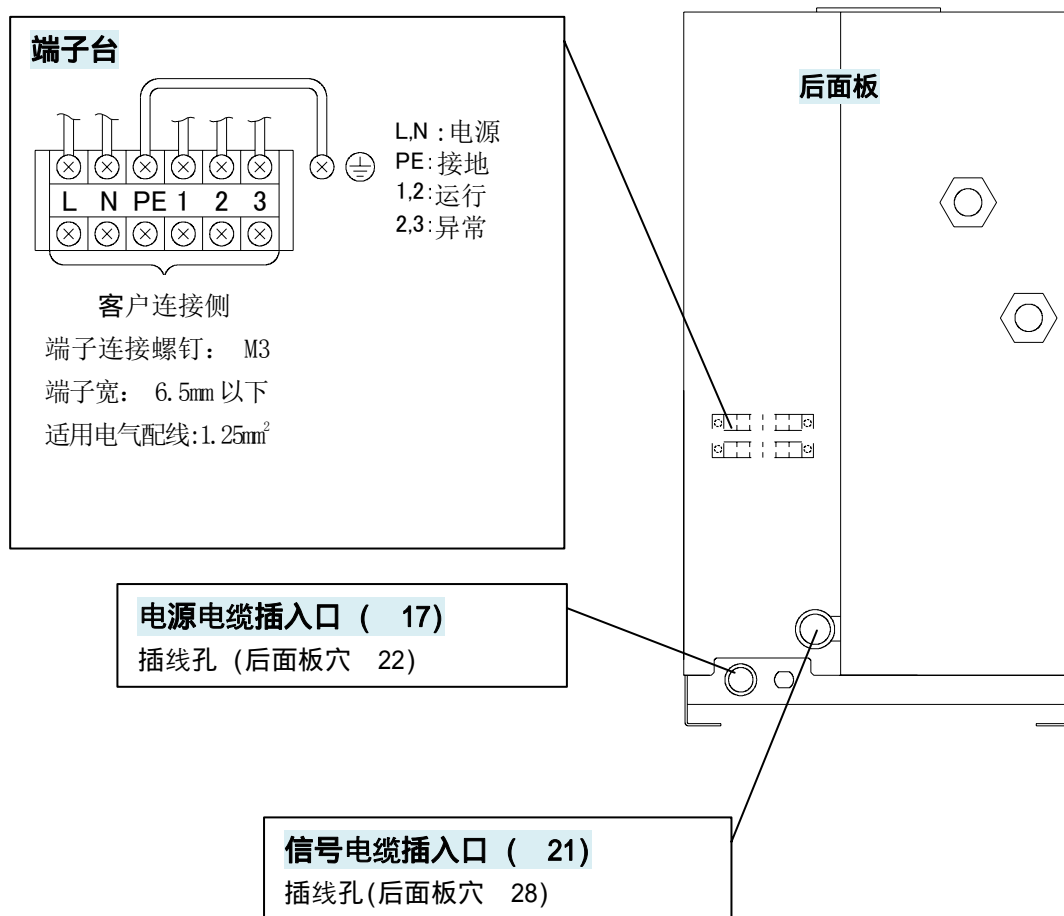 端子台
后面板
L,N : 电源
PE: 接地
1,2: 运行
2,3: 异常
L N PE 1 2 3
客户连接侧
端子连接螺钉: M3
端子宽: 6.5mm 以下
适用电气配线:1.25mm²
电源电缆插入口 ( 17)
插线孔 (后面板穴 22)
信号电缆插入口 ( 21)
插线孔(后面板穴 28)